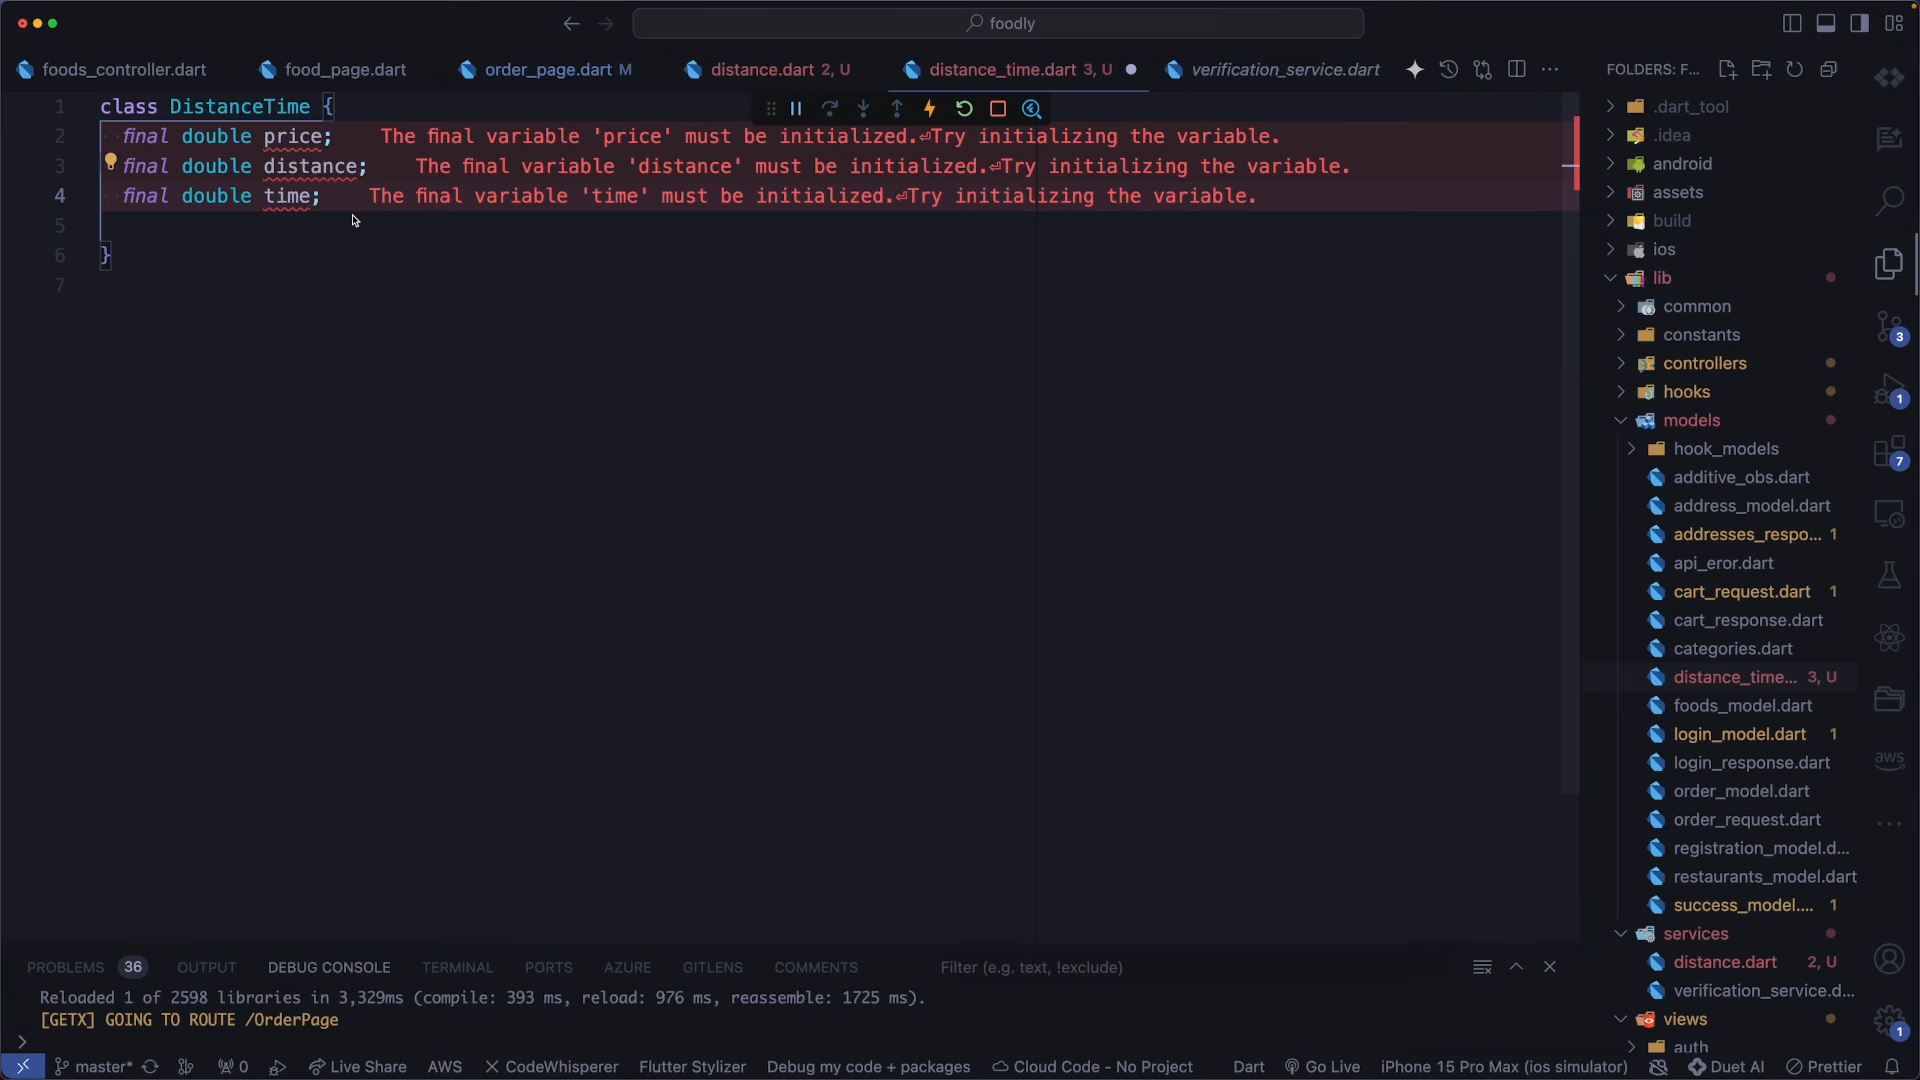 foodly
foods_controller.dart
food_page.dart
order_page.dart M
distance.dart 2, U
distance_time.dart 3, U
verification_service.dart
FOLDERS: F...
1 class DistanceTime {
2 final double price; The final variable 'price' must be initialized.⏎Try initializing the variable.
3 final double distance; The final variable 'distance' must be initialized.⏎Try initializing the variable.
4 final double time; The final variable 'time' must be initialized.⏎Try initializing the variable.
5
6 }
7
.dart_tool
.idea
android
assets
build
ios
lib
common
constants
controllers
hooks
models
hook_models
additive_obs.dart
address_model.dart
addresses_respo... 1
api_eror.dart
cart_request.dart 1
cart_response.dart
categories.dart
distance_time... 3, U
foods_model.dart
login_model.dart 1
login_response.dart
order_model.dart
order_request.dart
registration_model.d...
restaurants_model.dart
success_model.... 1
services
distance.dart 2, U
verification_service.d...
views
auth
3
1
7
aws
1
PROBLEMS 36
OUTPUT
DEBUG CONSOLE
TERMINAL
PORTS
AZURE
GITLENS
COMMENTS
Filter (e.g. text, !exclude)
Reloaded 1 of 2598 libraries in 3,329ms (compile: 393 ms, reload: 976 ms, reassemble: 1725 ms).
[GETX] GOING TO ROUTE /OrderPage
master*
0
Live Share
AWS
CodeWhisperer
Flutter Stylizer
Debug my code + packages
Cloud Code - No Project
Dart
Go Live
iPhone 15 Pro Max (ios simulator)
Duet AI
Prettier